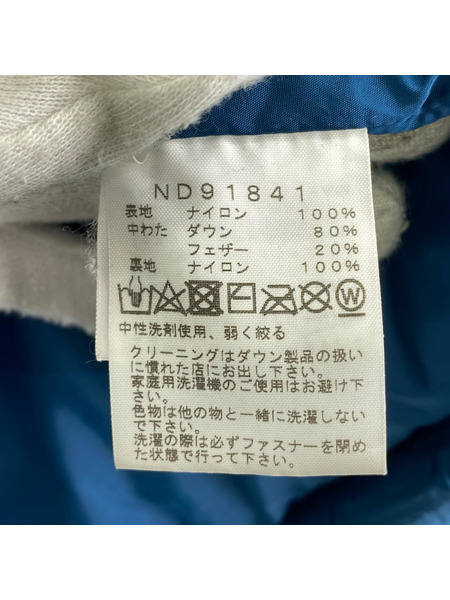 ND91841
表地 ナイロン 100%
中わた ダウン 80%
フェザー 20%
裏地 ナイロン 100%
W
中性洗剤使用、弱く絞る
クリーニングはダウン製品の扱い
に慣れた店にお出し下さい。
家庭用洗濯機のご使用はお避け下
さい。
色物は他の物と一緒に洗濯しない
で下さい。
洗濯の際は必ずファスナーを閉め
た状態で行って下さい。